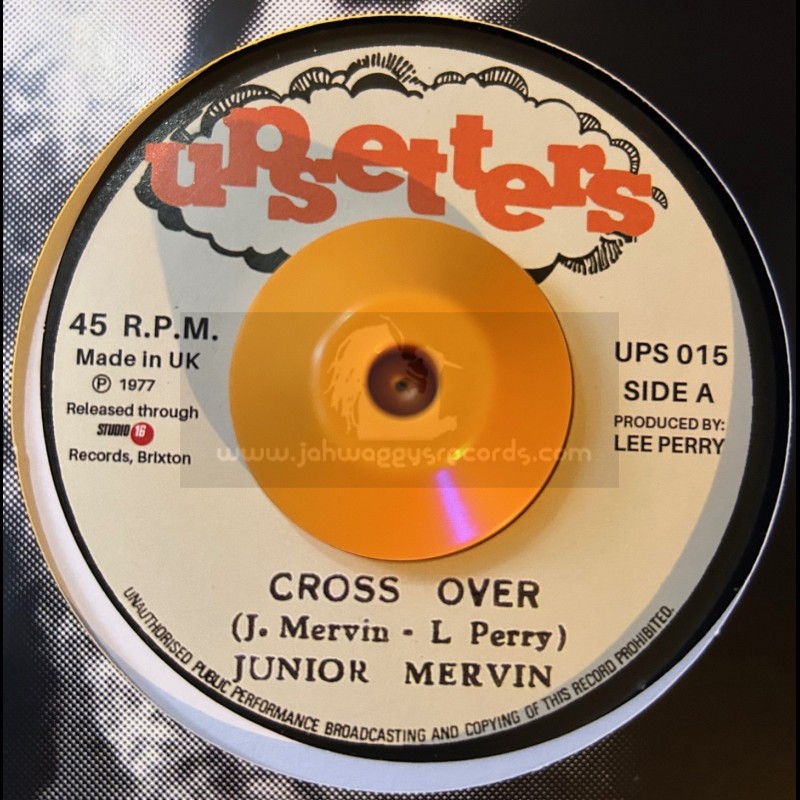 upsetters
45 R.P.M.
Made in UK
Ⓟ 1977
Released through
STUDIO 16
Records, Brixton
UPS 015
SIDE A
PRODUCED BY:
LEE PERRY
www.jahwaggysrecords.com
CROSS OVER
(J. Mervin - L Perry)
JUNIOR MERVIN
UNAUTHORISED PUBLIC PERFORMANCE BROADCASTING AND COPYING OF THIS RECORD PROHIBITED.